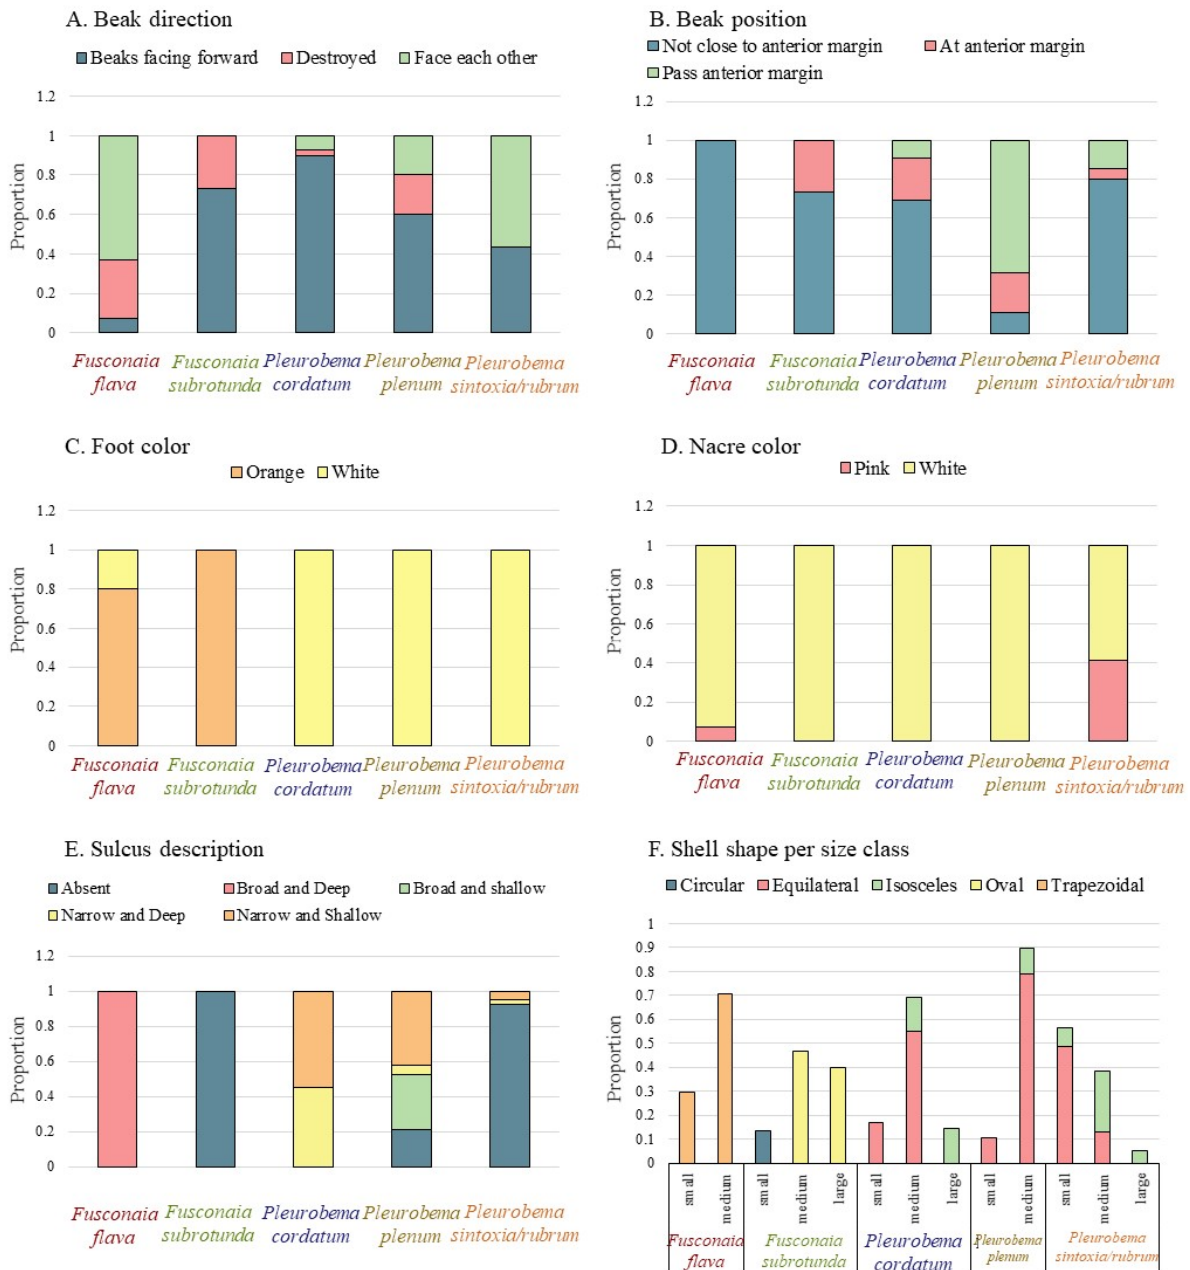 A. Beak direction
Beaks facing forward Destroyed Face each other
1.2
1
0.8
0.6
0.4
0.2
0
Proportion
Fusconaia flava
Fusconaia subrotunda
Pleurobema cordatum
Pleurobema plenum
Pleurobema sintoxia/rubrum
B. Beak position
Not close to anterior margin At anterior margin
Pass anterior margin
1.2
1
0.8
0.6
0.4
0.2
0
Proportion
Fusconaia flava
Fusconaia subrotunda
Pleurobema cordatum
Pleurobema plenum
Pleurobema sintoxia/rubrum
C. Foot color
Orange White
1.2
1
0.8
0.6
0.4
0.2
0
Proportion
Fusconaia flava
Fusconaia subrotunda
Pleurobema cordatum
Pleurobema plenum
Pleurobema sintoxia/rubrum
D. Nacre color
Pink White
1.2
1
0.8
0.6
0.4
0.2
0
Proportion
Fusconaia flava
Fusconaia subrotunda
Pleurobema cordatum
Pleurobema plenum
Pleurobema sintoxia/rubrum
E. Sulcus description
Absent Broad and Deep Broad and shallow
Narrow and Deep Narrow and Shallow
1.2
1
0.8
0.6
0.4
0.2
0
Proportion
Fusconaia flava
Fusconaia subrotunda
Pleurobema cordatum
Pleurobema plenum
Pleurobema sintoxia/rubrum
F. Shell shape per size class
Circular Equilateral Isosceles Oval Trapezoidal
1
0.9
0.8
0.7
0.6
0.5
0.4
0.3
0.2
0.1
0
Proportion
small medium small medium large small medium large small medium small medium large
Fusconaia flava
Fusconaia subrotunda
Pleurobema cordatum
Pleurobema plenum
Pleurobema sintoxia/rubrum